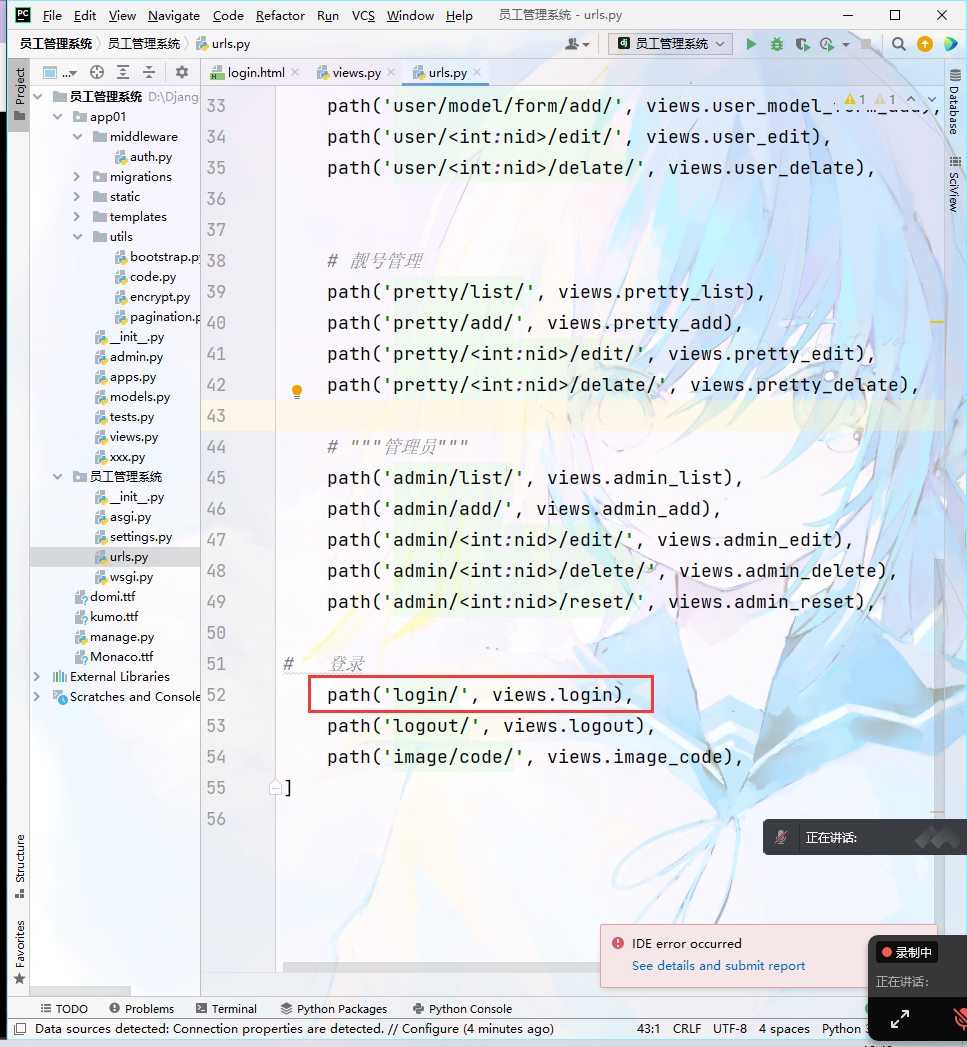 PC File Edit View Navigate Code Refactor Run VCS Window Help 员工管理系统 - urls.py
员工管理系统 员工管理系统 urls.py
dj 员工管理系统
Project
...
login.html
views.py
urls.py
员工管理系统 D:\Djang
app01
middleware
auth.py
migrations
static
templates
utils
bootstrap.py
code.py
encrypt.py
pagination.p
__init__.py
admin.py
apps.py
models.py
tests.py
views.py
xxx.py
员工管理系统
__init__.py
asgi.py
settings.py
urls.py
wsgi.py
domi.ttf
kumo.ttf
manage.py
Monaco.ttf
External Libraries
Scratches and Console
1 1
33 path('user/model/form/add/', views.user_model_form_add),
34 path('user/<int:nid>/edit/', views.user_edit),
35 path('user/<int:nid>/delate/', views.user_delate),
36
37
38 # 靓号管理
39 path('pretty/list/', views.pretty_list),
40 path('pretty/add/', views.pretty_add),
41 path('pretty/<int:nid>/edit/', views.pretty_edit),
42 path('pretty/<int:nid>/delate/', views.pretty_delate),
43
44 # """管理员"""
45 path('admin/list/', views.admin_list),
46 path('admin/add/', views.admin_add),
47 path('admin/<int:nid>/edit/', views.admin_edit),
48 path('admin/<int:nid>/delete/', views.admin_delete),
49 path('admin/<int:nid>/reset/', views.admin_reset),
50
51 # 登录
52 path('login/', views.login),
53 path('logout/', views.logout),
54 path('image/code/', views.image_code),
55 ]
56
Database
SciView
Structure
Favorites
正在讲话:
IDE error occurred
See details and submit report
录制中
正在讲话:
TODO Problems Terminal Python Packages Python Console
Data sources detected: Connection properties are detected. // Configure (4 minutes ago) 43:1 CRLF UTF-8 4 spaces Python